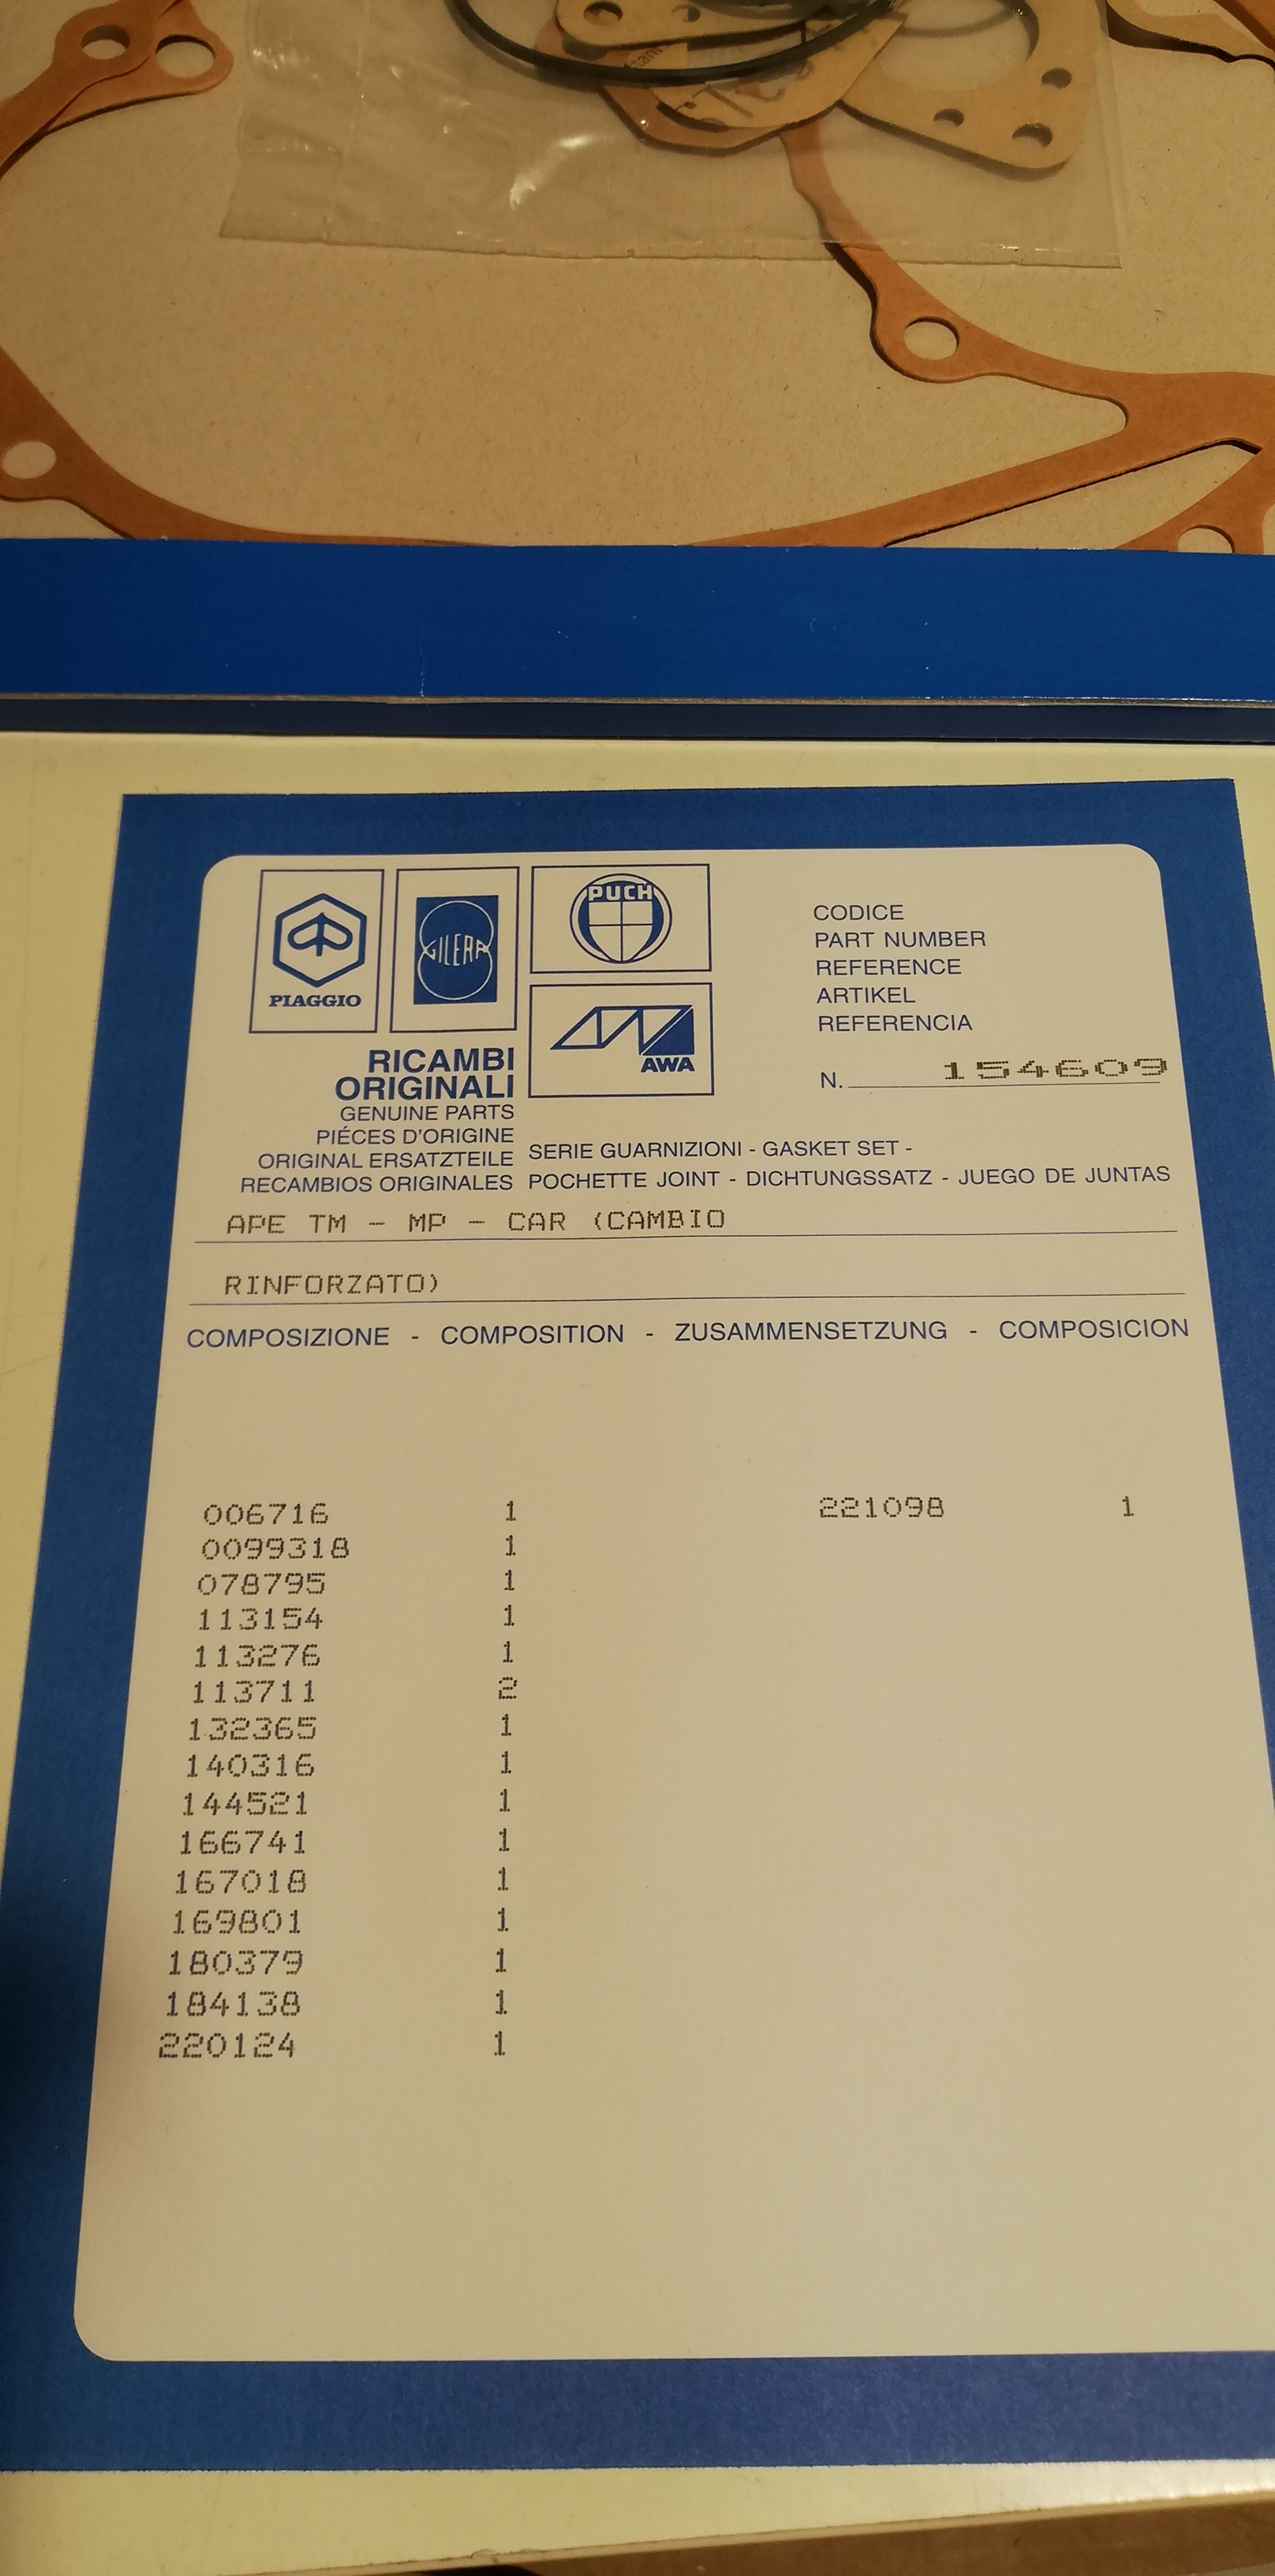 PIAGGIO
GILERA
PUCH
AWA
CODICE
PART NUMBER
REFERENCE
ARTIKEL
REFERENCIA
N. 154609
RICAMBI
ORIGINALI
GENUINE PARTS
PIÉCES D'ORIGINE
ORIGINAL ERSATZTEILE
RECAMBIOS ORIGINALES
SERIE GUARNIZIONI - GASKET SET -
POCHETTE JOINT - DICHTUNGSSATZ - JUEGO DE JUNTAS
APE TM - MP - CAR (CAMBIO
RINFORZATO)
COMPOSIZIONE - COMPOSITION - ZUSAMMENSETZUNG - COMPOSICION
006716 1 221098 1
0099318 1
078795 1
113154 1
113276 1
113711 2
132365 1
140316 1
144521 1
166741 1
167018 1
169801 1
180379 1
184138 1
220124 1